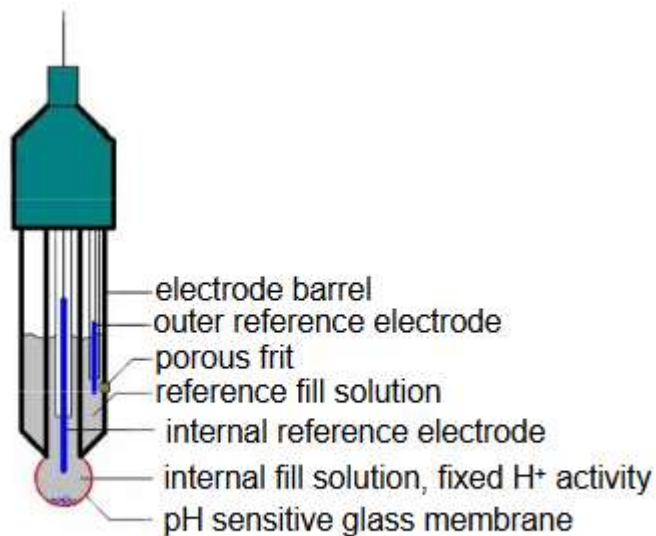 electrode barrel
outer reference electrode
porous frit
reference fill solution
internal reference electrode
internal fill solution, fixed H⁺ activity
pH sensitive glass membrane